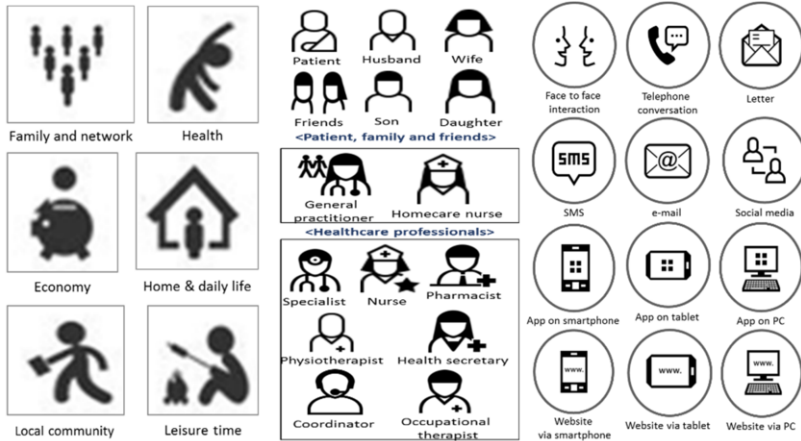 Family and network
Health
Economy
Home & daily life
Local community
Leisure time
Patient
Husband
Wife
Friends
Son
Daughter
<Patient, family and friends>
General
practitioner
Homecare nurse
<Healthcare professionals>
Specialist
Nurse
Pharmacist
Physiotherapist
Health secretary
Coordinator
Occupational
therapist
Face to face
interaction
Telephone
conversation
Letter
SMS
SMS
@
e-mail
Social media
App on smartphone
App on tablet
App on PC
www.
Website
via smartphone
www.
Website via tablet
www.
Website via PC